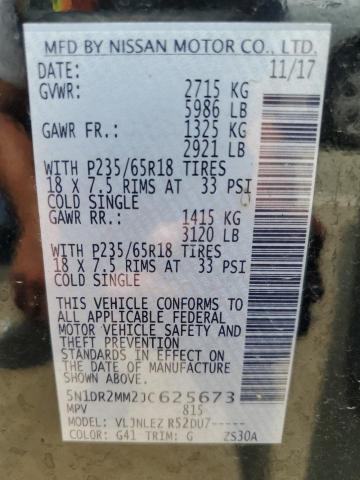 MFD BY NISSAN MOTOR CO., LTD.
DATE: 11/17
GVWR: 2715 KG
5986 LB
GAWR FR.: 1325 KG
2921 LB
WITH P235/65R18 TIRES
18 X 7.5 RIMS AT 33 PSI
COLD SINGLE
GAWR RR.: 1415 KG
3120 LB
WITH P235/65R18 TIRES
18 X 7.5 RIMS AT 33 PSI
COLD SINGLE
THIS VEHICLE CONFORMS TO
ALL APPLICABLE FEDERAL
MOTOR VEHICLE SAFETY AND
THEFT PREVENTION
STANDARDS IN EFFECT ON
THE DATE OF MANUFACTURE
SHOWN ABOVE.
5N1DR2MM2JC625673
MPV 815
MODEL: VLJNLEZ R52DU7-----
COLOR: G41 TRIM: G ZS30A